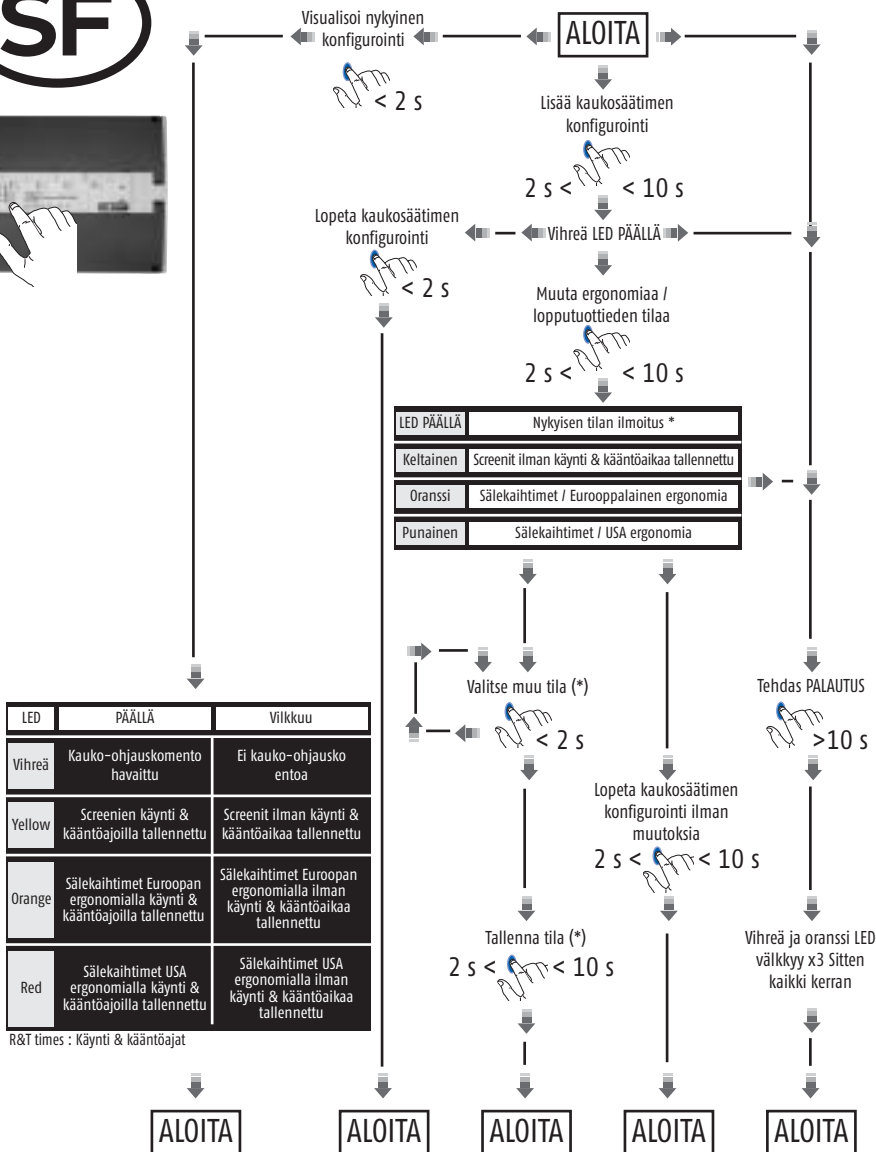 SF
Visualisoi nykyinen
konfigurointi
< 2 s
ALOITA
Lisää kaukosäätimen
konfigurointi
2 s < < 10 s
Lopeta kaukosäätimen
konfigurointi
< 2 s
Vihreä LED PÄÄLLÄ
Muuta ergonomiaa /
lopputuottieden tilaa
2 s < < 10 s
LED PÄÄLLÄ Nykyisen tilan ilmoitus *
Keltainen Screenit ilman käynti & kääntöaikaa tallennettu
Oranssi Sälekaihtimet / Eurooppalainen ergonomia
Punainen Sälekaihtimet / USA ergonomia
Valitse muu tila (*)
< 2 s
Tehdas PALAUTUS
>10 s
LED PÄÄLLÄ Vilkkuu
Vihreä
Kauko-ohjauskomento
havaittu
Ei kauko-ohjausko
entoa
Yellow
Screenien käynti &
kääntöajoilla tallennettu
Screenit ilman käynti &
kääntöaikaa tallennettu
Orange
Sälekaihtimet Euroopan
ergonomialla käynti &
kääntöajoilla tallennettu
Sälekaihtimet Euroopan
ergonomialla ilman
käynti & kääntöaikaa
tallennettu
Red
Sälekaihtimet USA
ergonomialla käynti &
kääntöajoilla tallennettu
Sälekaihtimet USA
ergonomialla ilman
käynti & kääntöaikaa
tallennettu
R&T times : Käynti & kääntöajat
Lopeta kaukosäätimen
konfigurointi ilman
muutoksia
2 s < < 10 s
Tallenna tila (*)
2 s < < 10 s
Vihreä ja oranssi LED
välkkyy x3 Sitten
kaikki kerran
ALOITA ALOITA ALOITA ALOITA ALOITA